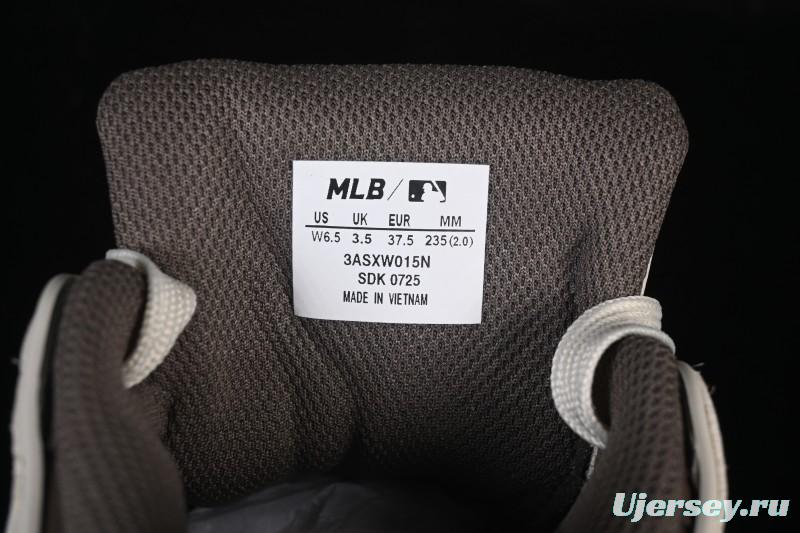 MLB /
US UK EUR MM
W6.5 3.5 37.5 235(2.0)
3ASXW015N
SDK 0725
MADE IN VIETNAM
Ujersey.ru